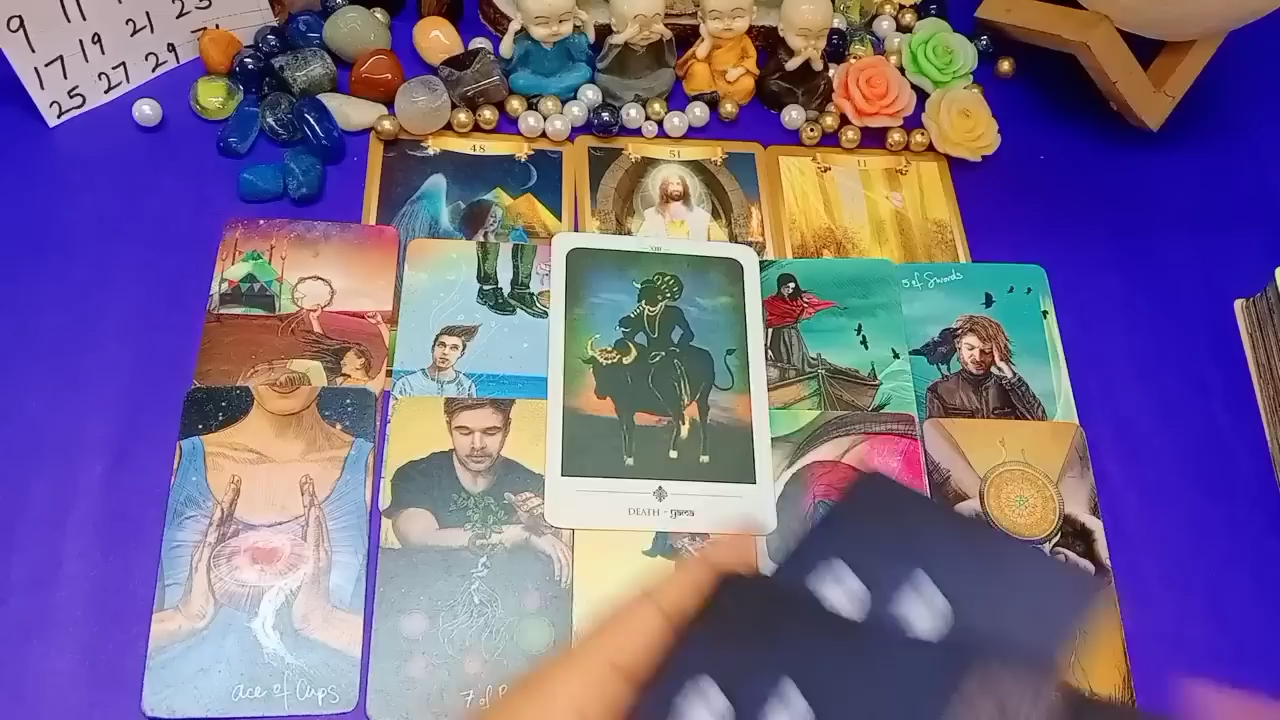 9 11
17 19 21 23
25 27 29
48
51
11
XIII
5 of Swords
DEATH - Yama
ace of Cups
7 of P